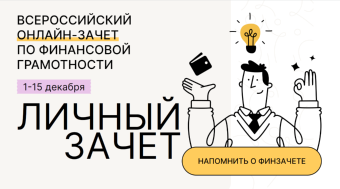 ВСЕРОССИЙСКИЙ
ОНЛАЙН-ЗАЧЕТ
ПО ФИНАНСОВОЙ
ГРАМОТНОСТИ
1-15 декабря
ЛИЧНЫЙ
ЗАЧЕТ
НАПОМНИТЬ О ФИНЗАЧЕТЕ